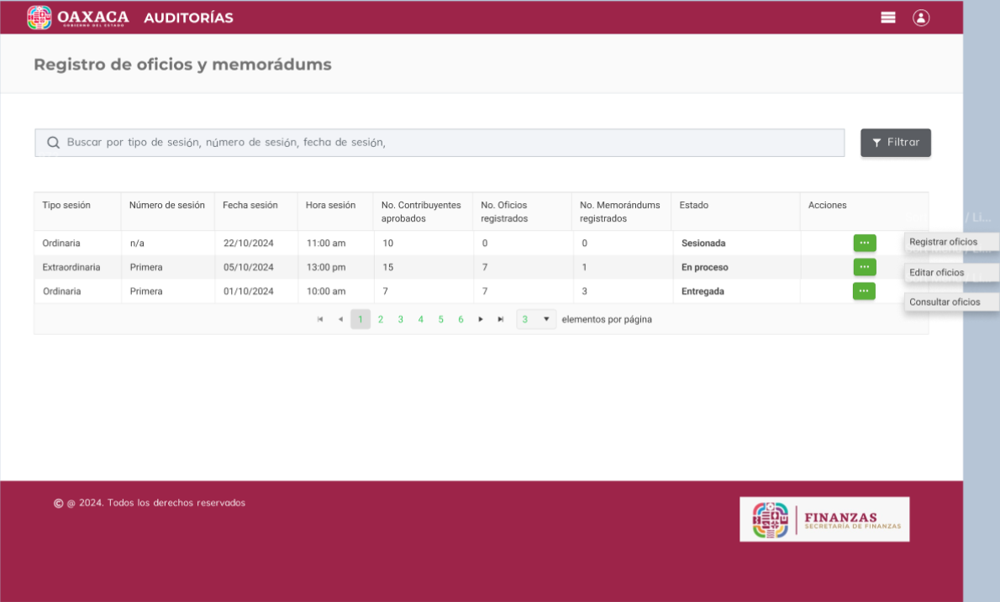 OAXACA AUDITORÍAS
GOBIERNO DEL ESTADO
Registro de oficios y memorádums
Buscar por tipo de sesión, número de sesión, fecha de sesión,
Filtrar
Tipo sesión Número de sesión Fecha sesión Hora sesión No. Contribuyentes aprobados No. Oficios registrados No. Memorándums registrados Estado Acciones
/ Li...
Ordinaria n/a 22/10/2024 11:00 am 10 0 0 Sesionada ... Registrar oficios
Extraordinaria Primera 05/10/2024 13:00 pm 15 7 1 En proceso ... Editar oficios
Ordinaria Primera 01/10/2024 10:00 am 7 7 3 Entregada ... Consultar oficios
1 2 3 4 5 6 3 elementos por página
© @ 2024. Todos los derechos reservados
FINANZAS
SECRETARÍA DE FINANZAS